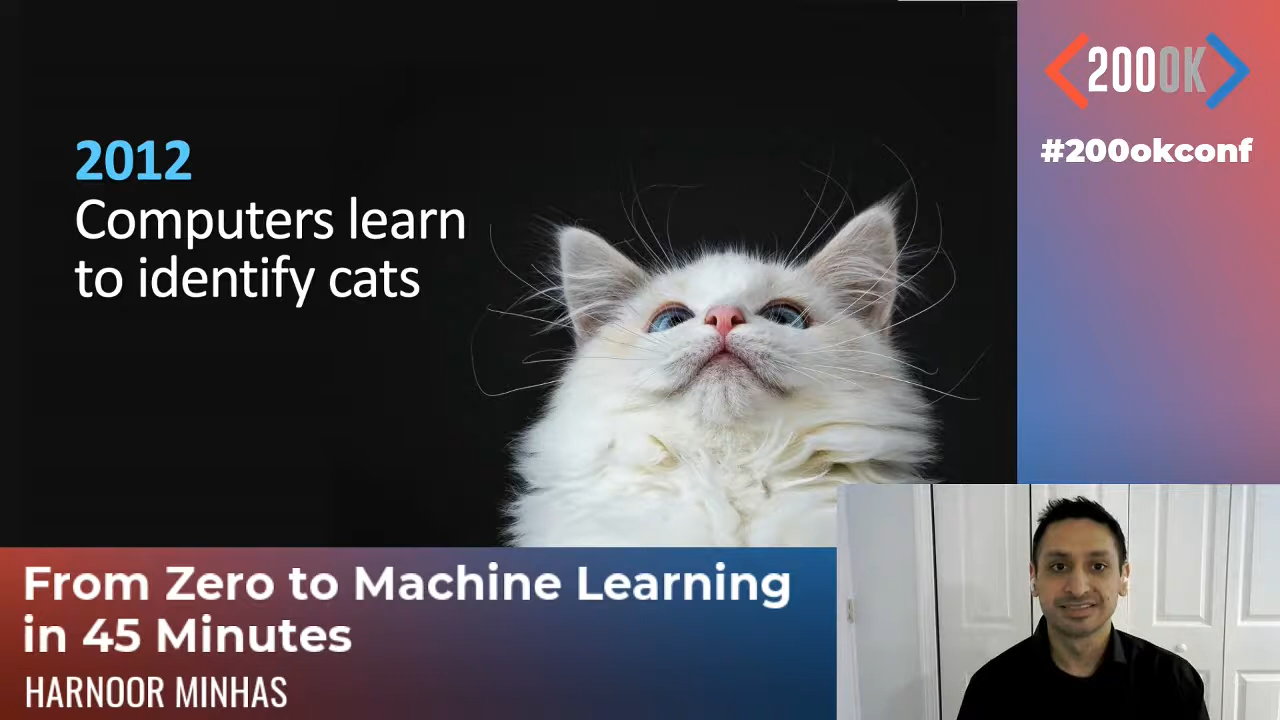 2012
Computers learn
to identify cats
200OK
#200okconf
From Zero to Machine Learning
in 45 Minutes
HARNOOR MINHAS